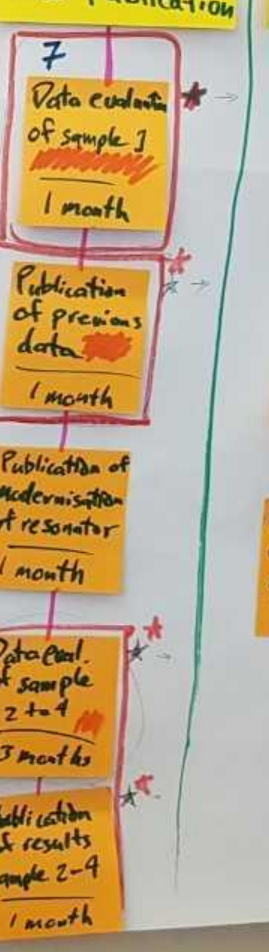 publication
7
Data evaluation
of sample 1
1 month
Publication
of previous
data
1 month
Publication of
modernisation
of resonator
1 month
Data eval.
of sample
2 to 4
3 months
Publication
of results
sample 2-4
1 month